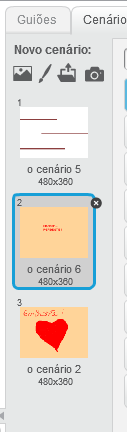 Guiões
Cenário
Novo cenário:
1
o cenário 5
480x360
2
o cenário 6
480x360
3
o cenário 2
480x360